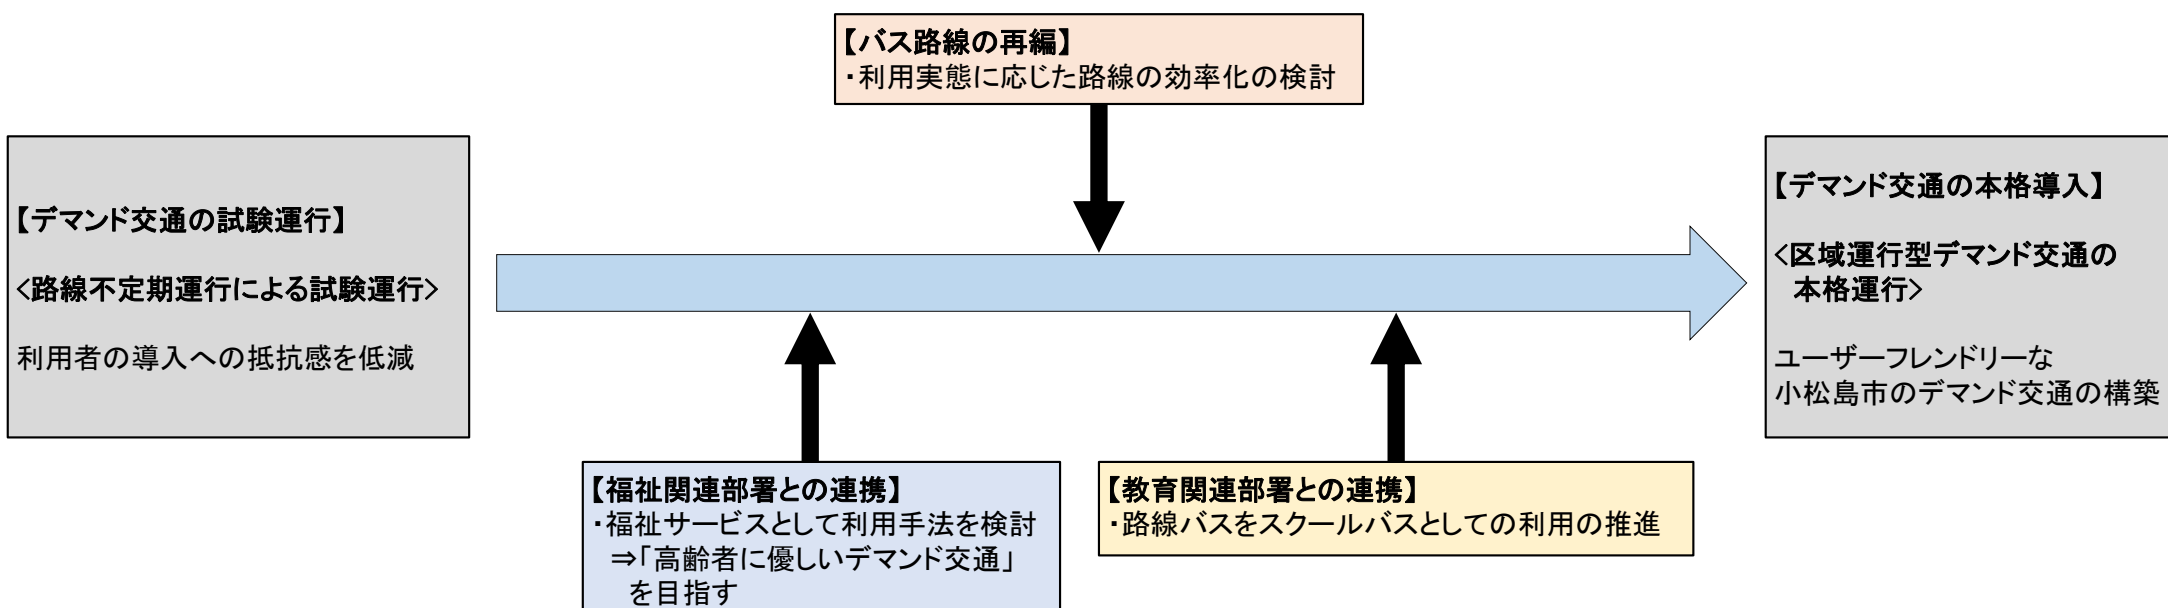 【バス路線の再編】
・利用実態に応じた路線の効率化の検討
【デマンド交通の試験運行】
<路線不定期運行による試験運行>
利用者の導入への抵抗感を低減
【デマンド交通の本格導入】
<区域運行型デマンド交通の
本格運行>
ユーザーフレンドリーな
小松島市のデマンド交通の構築
【福祉関連部署との連携】
・福祉サービスとして利用手法を検討
⇒「高齢者に優しいデマンド交通」
を目指す
【教育関連部署との連携】
・路線バスをスクールバスとしての利用の推進